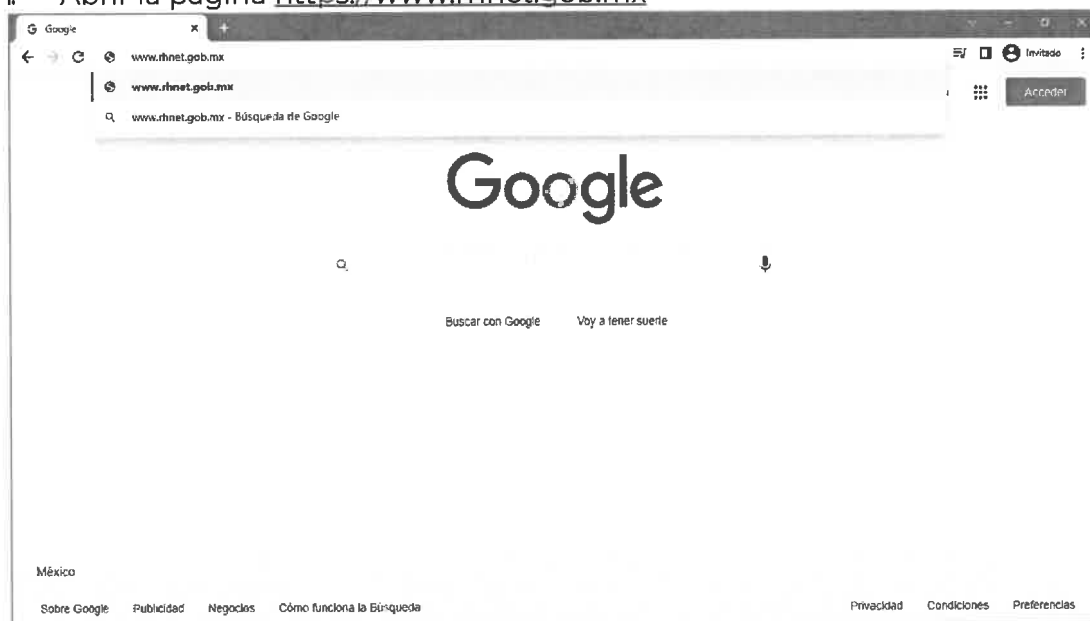 Abrir la página https://www.rhnet.gob.mx
Google
www.rhnet.gob.mx
Invitado
www.rhnet.gob.mx
Acceder
www.rhnet.gob.mx - Búsqueda de Google
Google
Buscar con Google Voy a tener suerte
México
Sobre Google Publicidad Negocios Cómo funciona la Búsqueda Privacidad Condiciones Preferencias